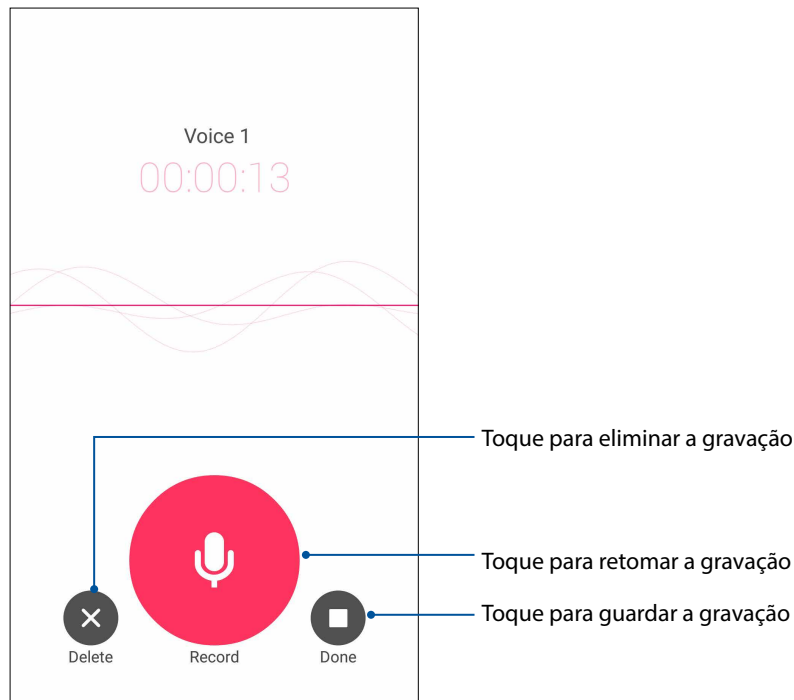 Voice 1
00:00:13
Toque para eliminar a gravação
Toque para retomar a gravação
Toque para guardar a gravação
Delete
Record
Done